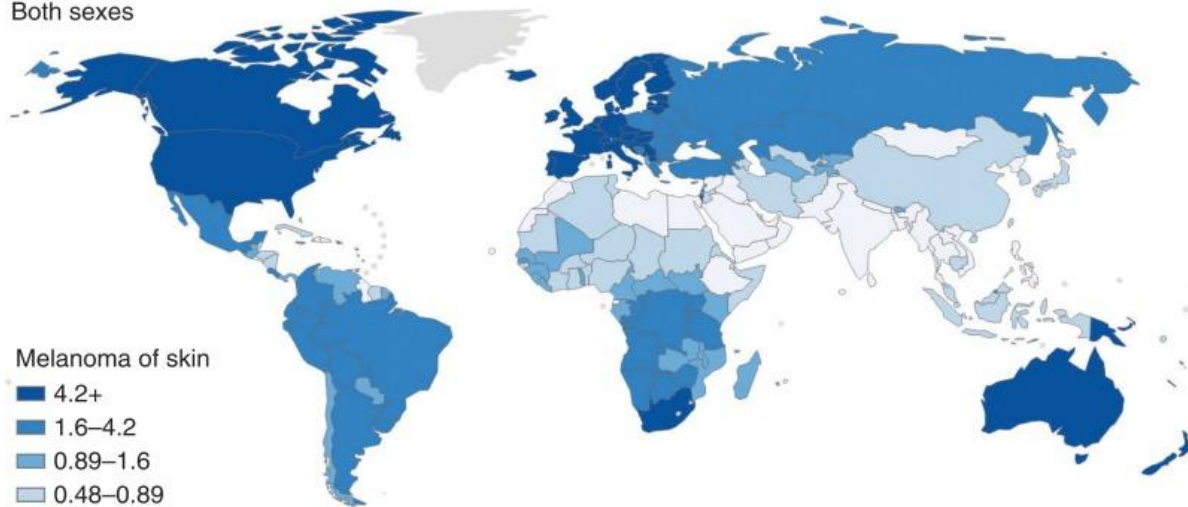 Both sexes
Melanoma of skin
4.2+
1.6–4.2
0.89–1.6
0.48–0.89